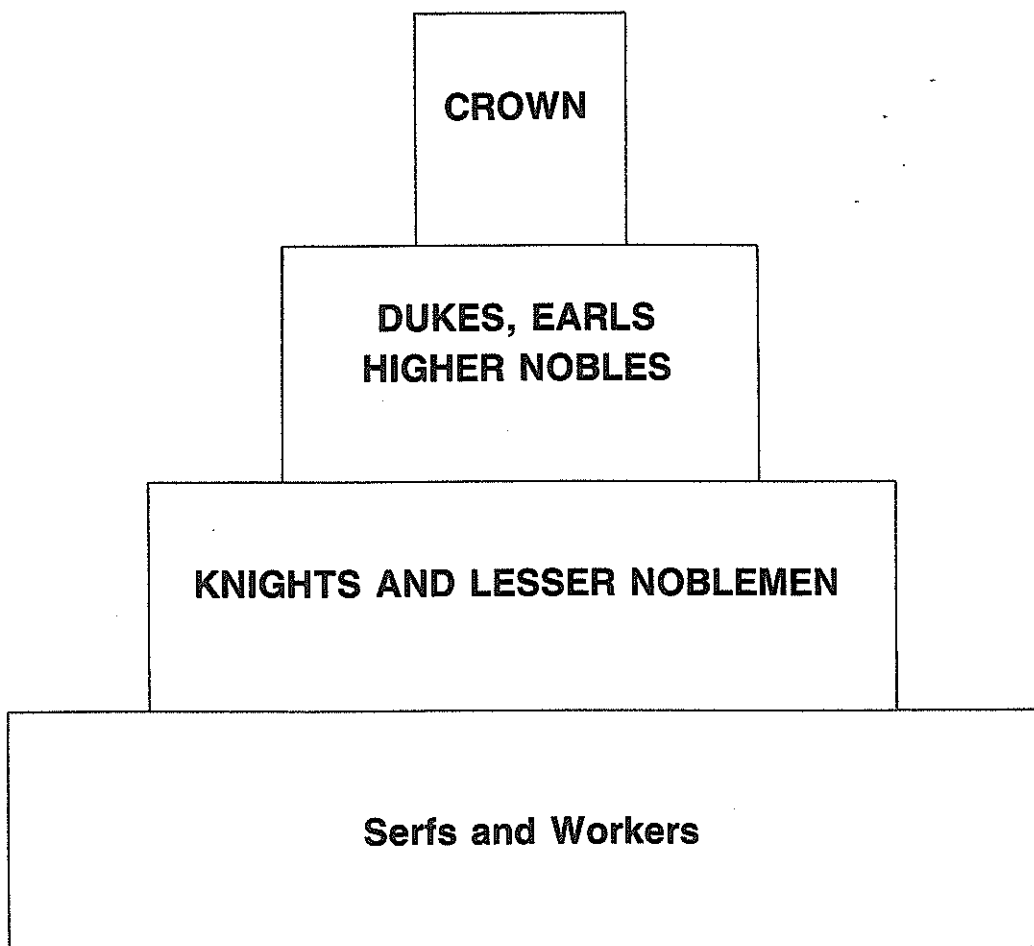 CROWN
DUKES, EARLS
HIGHER NOBLES
KNIGHTS AND LESSER NOBLEMEN
Serfs and Workers